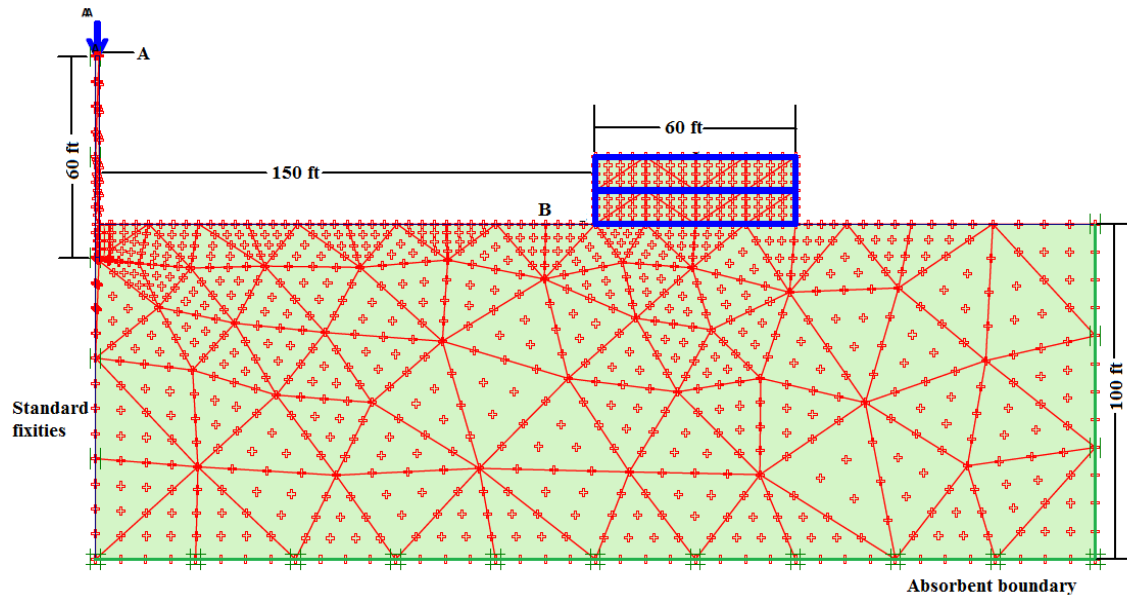 A
60 ft
60 ft
150 ft
B
100 ft
Standard
fixities
Absorbent boundary